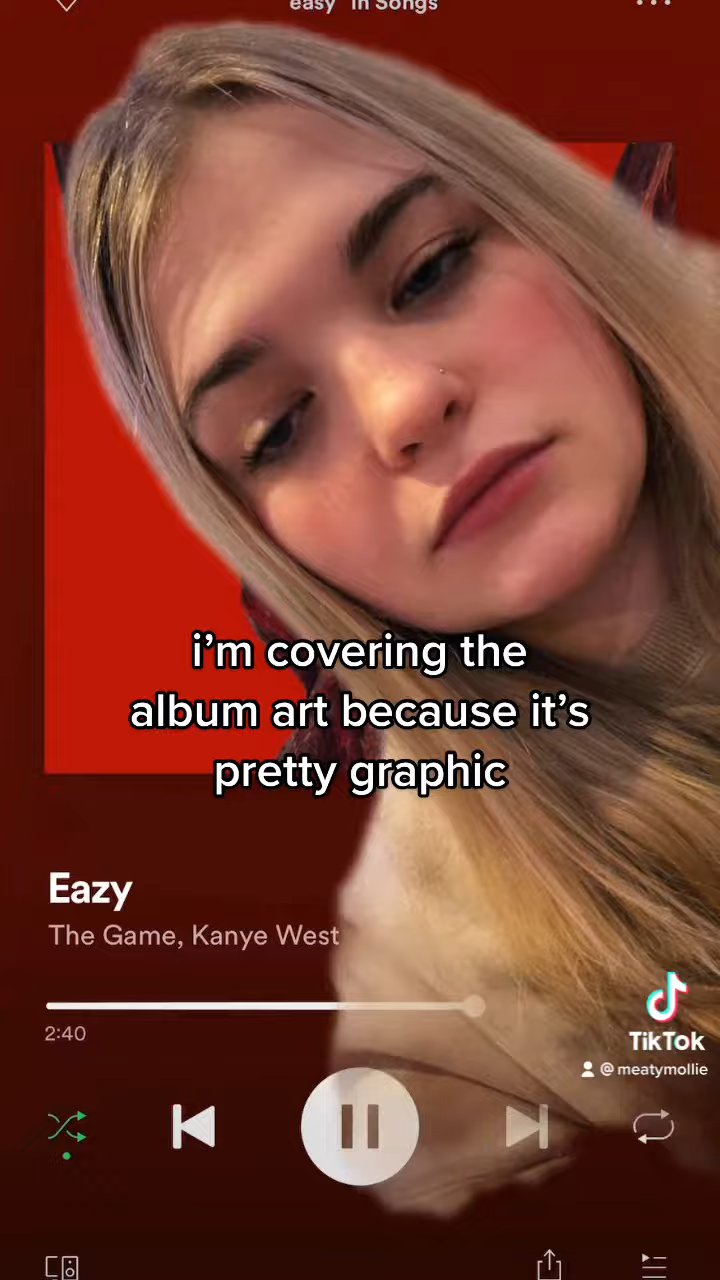 easy" in Songs
i'm covering the
album art because it's
pretty graphic
Eazy
The Game, Kanye West
2:40
TikTok
@meatymollie